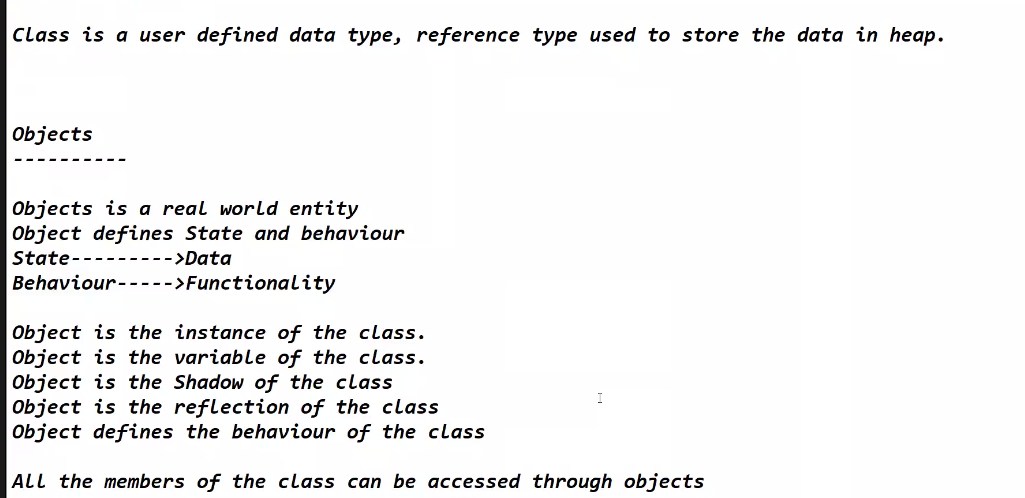 Class is a user defined data type, reference type used to store the data in heap.
Objects
----------
Objects is a real world entity
Object defines State and behaviour
State--------->Data
Behaviour----->Functionality
Object is the instance of the class.
Object is the variable of the class.
Object is the Shadow of the class
Object is the reflection of the class
Object defines the behaviour of the class
All the members of the class can be accessed through objects